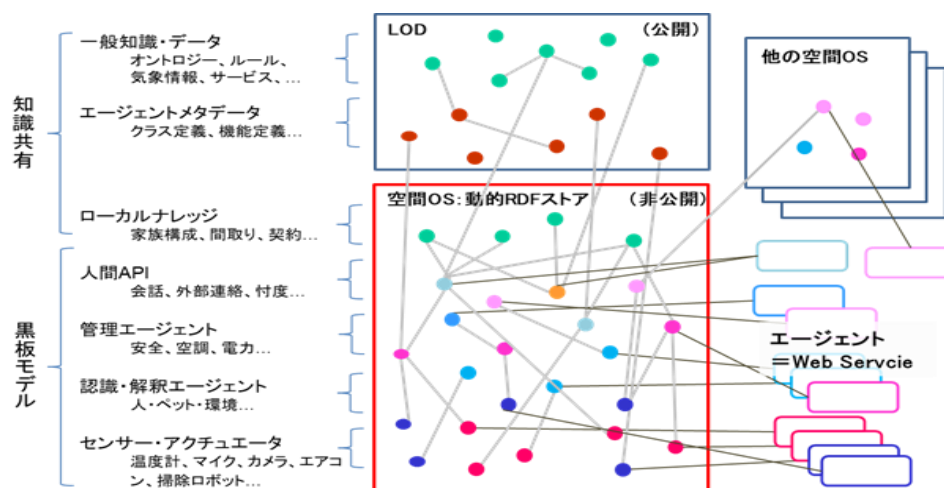 知識共有
黒板モデル
一般知識・データ
オントロジー、ルール、
気象情報、サービス、…
エージェントメタデータ
クラス定義、機能定義…
ローカルナレッジ
家族構成、間取り、契約…
人間API
会話、外部連絡、忖度…
管理エージェント
安全、空調、電力…
認識・解釈エージェント
人・ペット・環境…
センサー・アクチュエータ
温度計、マイク、カメラ、エアコ
ン、掃除ロボット…
LOD (公開)
空間OS:動的RDFストア (非公開)
他の空間OS
エージェント
=Web Servcie